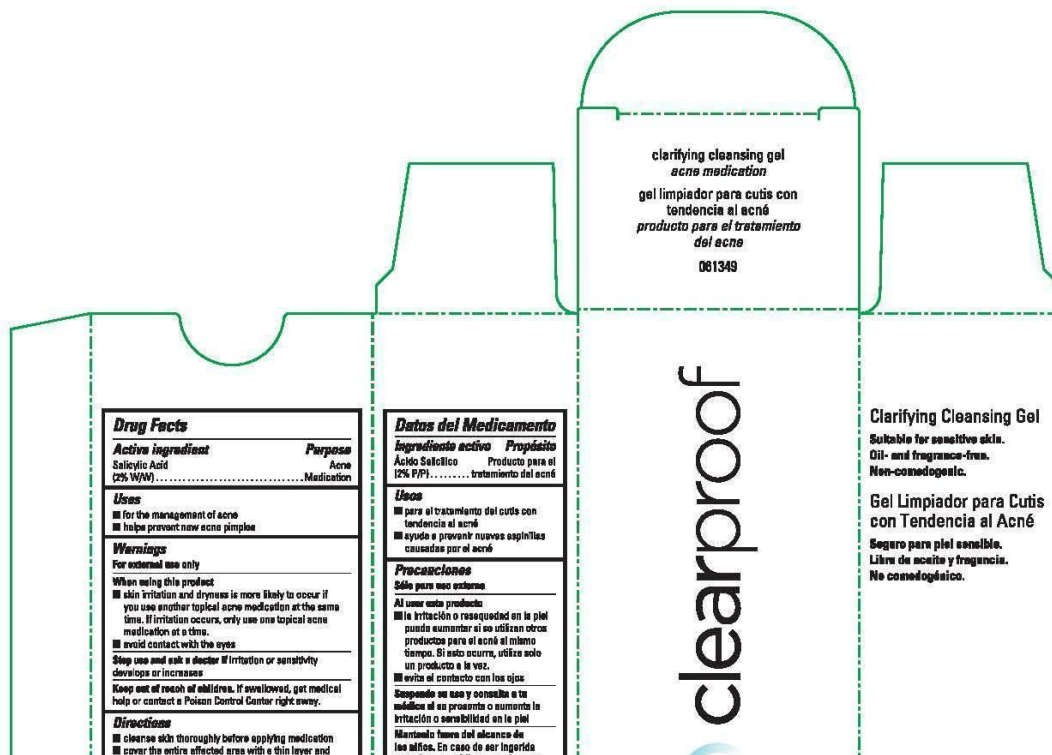 clarifying cleansing gel
acne medication
gel limpiador para cutis con
tendencia al acné
producto para el tratamiento
del acne
061349
Drug Facts
Active ingredient Purpose
Salicylic Acid Acne
(2% W/W) .............................. Medication
Uses
■ for the management of acne
■ helps prevent new acne pimples
Warnings
For external use only
When using this product
■ skin irritation and dryness is more likely to occur if
you use another topical acne medication at the same
time. If irritation occurs, only use one topical acne
medication at a time.
■ avoid contact with the eyes
Stop use and ask a doctor if irritation or sensitivity
develops or increases
Keep out of reach of children. If swallowed, get medical
help or contact a Poison Control Center right away.
Directions
■ cleanse skin thoroughly before applying medication
■ cover the entire affected area with a thin layer and
Datos del Medicamento
Ingrediente activo Propósito
Ácido Salicílico Producto para el
(2% P/P) ......... tratamiento del acné
Usos
■ para el tratamiento del cutis con
tendencia al acné
■ ayuda a prevenir nuevas espinillas
causadas por el acné
Precauciones
Sólo para uso externo
Al usar este producto
■ la irritación o resequedad en la piel
puede aumentar si se utilizan otros
productos para el acné al mismo
tiempo. Si esto ocurre, utiliza solo
un producto a la vez.
■ evita el contacto con los ojos
Suspende su uso y consulta a tu
médico si se presenta o aumenta la
irritación o sensibilidad en la piel
Mantenlo fuera del alcance de
los niños. En caso de ser ingerido
clearproof
Clarifying Cleansing Gel
Suitable for sensitive skin.
Oil- and fragrance-free.
Non-comedogenic.
Gel Limpiador para Cutis
con Tendencia al Acné
Seguro para piel sensible.
Libre de aceite y fragancia.
No comedogénico.